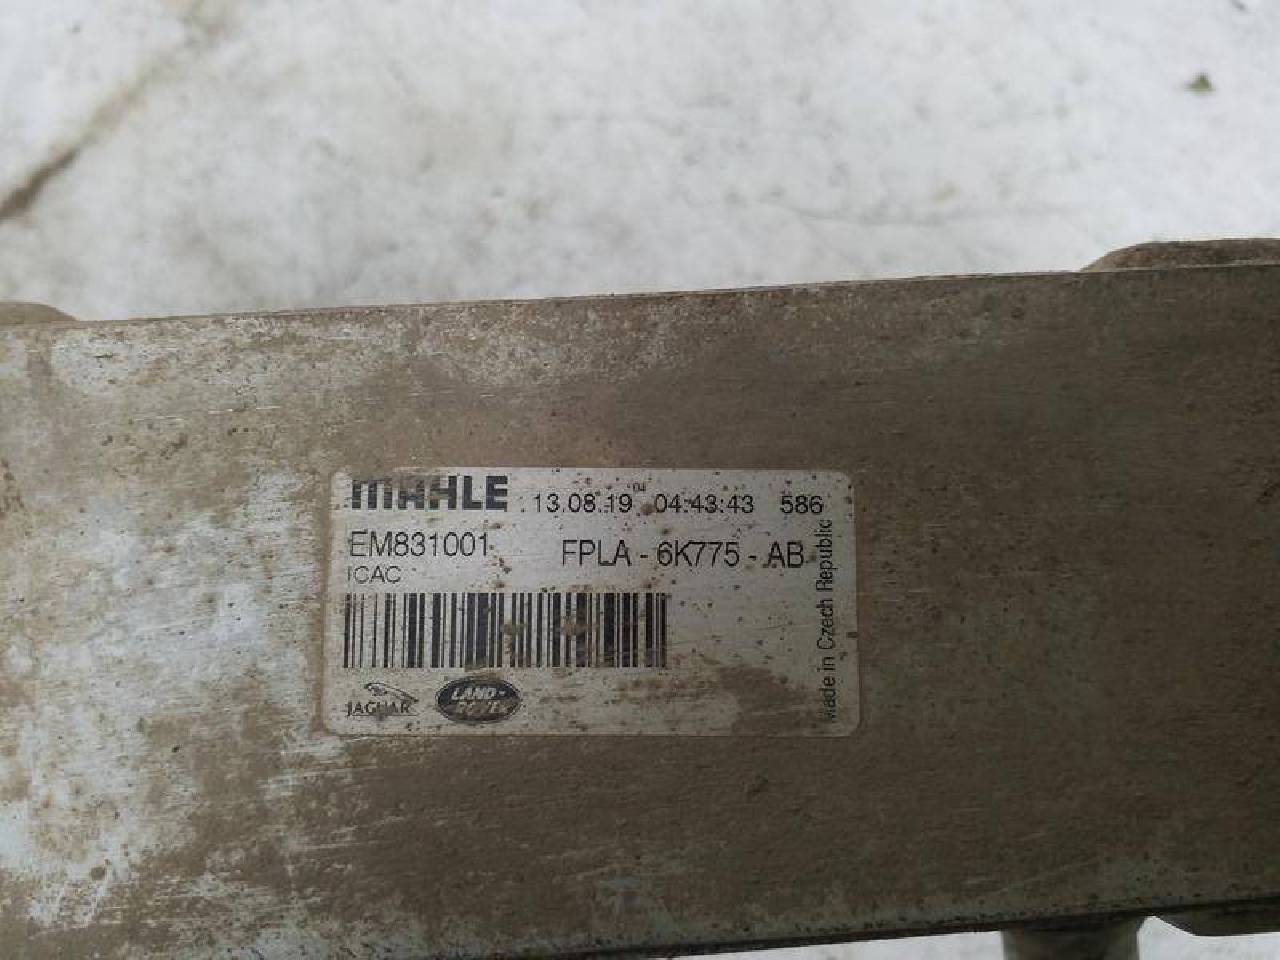 MAHLE 13.08.19 04:43:43 586
EM831001 FPLA - 6K775 - AB
ICAC
JAGUAR LAND-ROVER
Made in Czech Republic